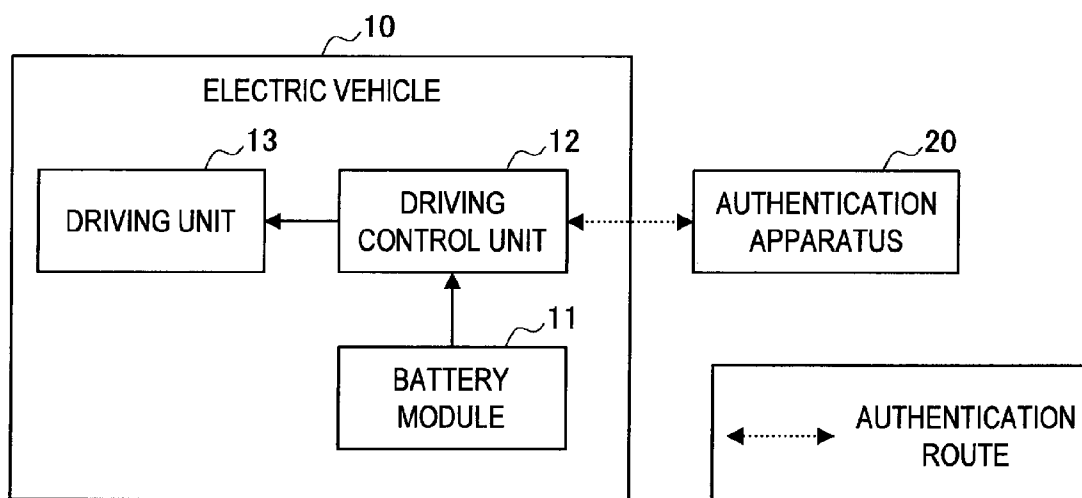 10
ELECTRIC VEHICLE
13
12
20
DRIVING UNIT
DRIVING
CONTROL UNIT
AUTHENTICATION
APPARATUS
11
BATTERY
MODULE
AUTHENTICATION
ROUTE